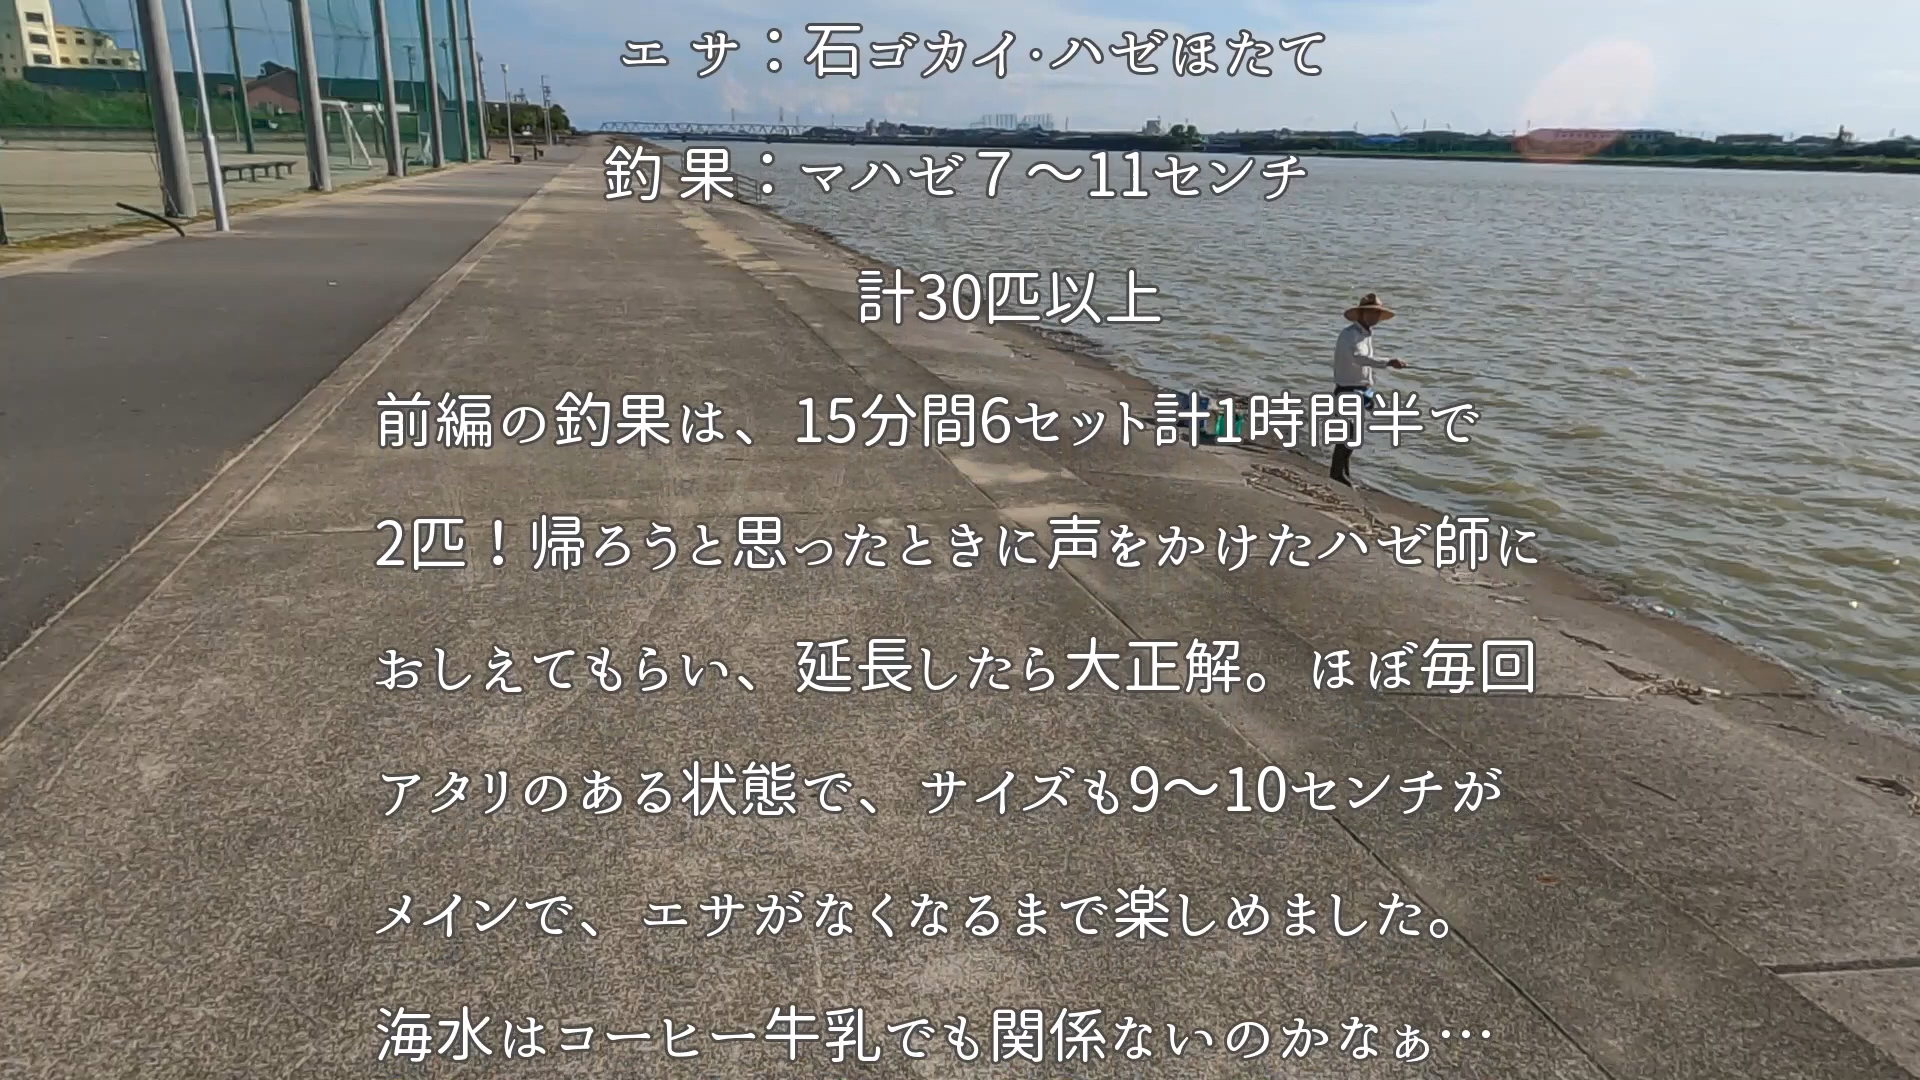 エ サ：石ゴカイ・ハゼほたて
釣 果：マハゼ７～11センチ
計30匹以上
前編の釣果は、15分間6セット計1時間半で
2匹！帰ろうと思ったときに声をかけたハゼ師に
おしえてもらい、延長したら大正解。ほぼ毎回
アタリのある状態で、サイズも9～10センチが
メインで、エサがなくなるまで楽しめました。
海水はコーヒー牛乳でも関係ないのかなぁ…